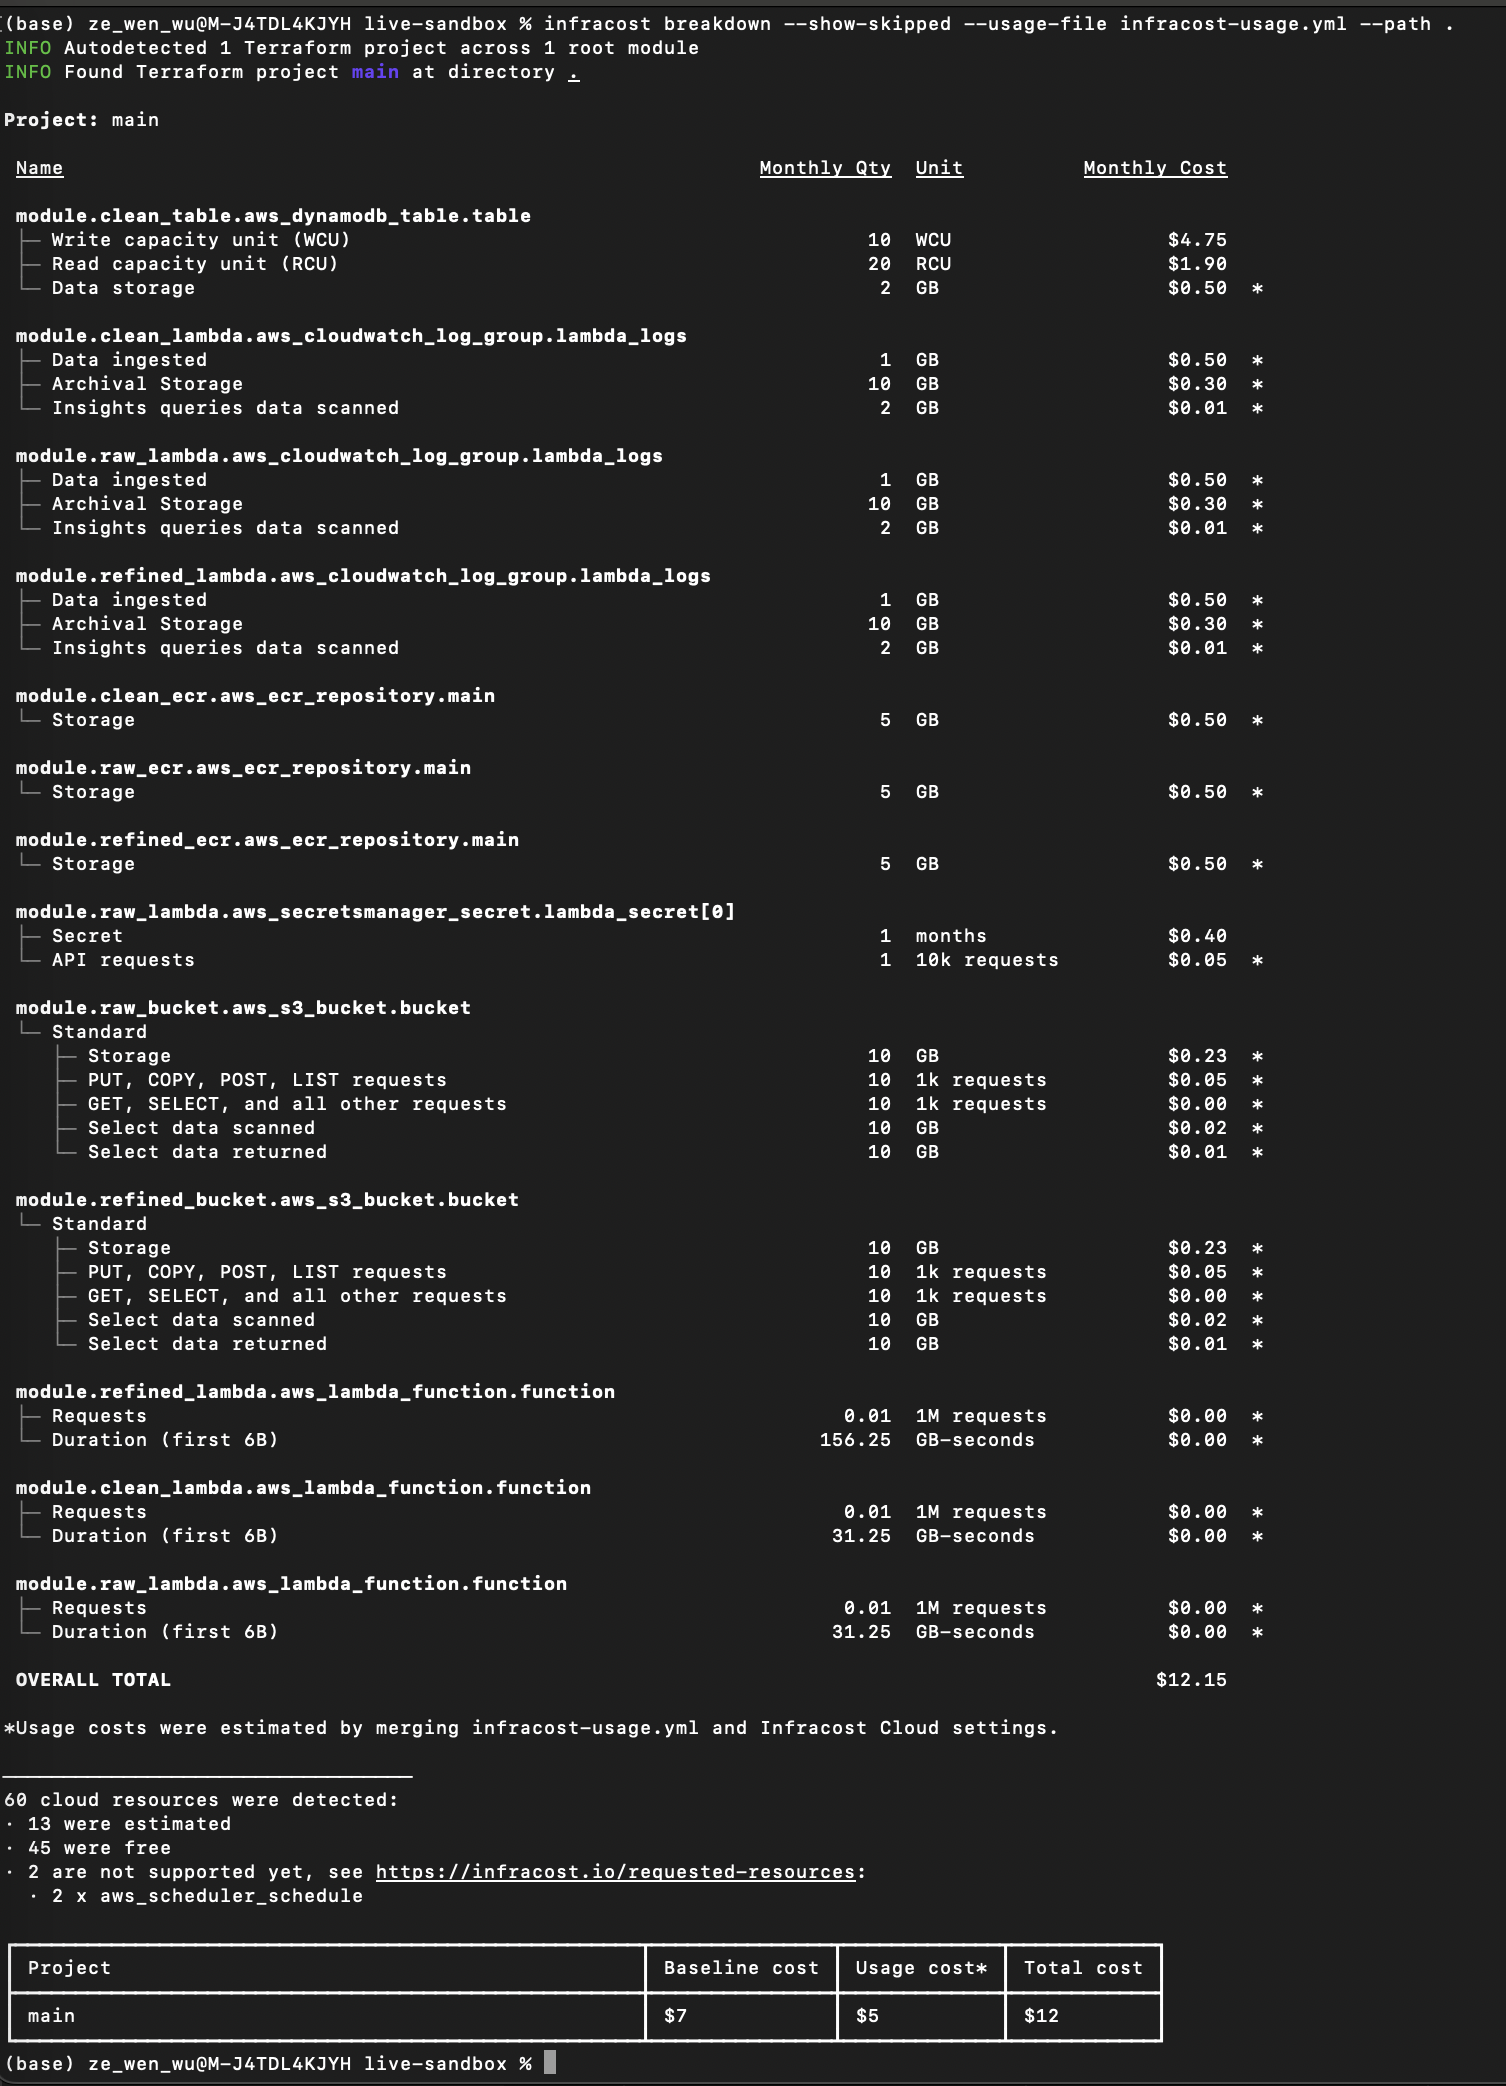 (base) ze_wen_wu@M-J4TDL4KJYH live-sandbox % infracost breakdown --show-skipped --usage-file infracost-usage.yml --path .
INFO Autodetected 1 Terraform project across 1 root module
INFO Found Terraform project main at directory .
Project: main
Name Monthly Qty Unit Monthly Cost
module.clean_table.aws_dynamodb_table.table
├─ Write capacity unit (WCU) 10 WCU $4.75
├─ Read capacity unit (RCU) 20 RCU $1.90
└─ Data storage 2 GB $0.50 *
module.clean_lambda.aws_cloudwatch_log_group.lambda_logs
├─ Data ingested 1 GB $0.50 *
├─ Archival Storage 10 GB $0.30 *
└─ Insights queries data scanned 2 GB $0.01 *
module.raw_lambda.aws_cloudwatch_log_group.lambda_logs
├─ Data ingested 1 GB $0.50 *
├─ Archival Storage 10 GB $0.30 *
└─ Insights queries data scanned 2 GB $0.01 *
module.refined_lambda.aws_cloudwatch_log_group.lambda_logs
├─ Data ingested 1 GB $0.50 *
├─ Archival Storage 10 GB $0.30 *
└─ Insights queries data scanned 2 GB $0.01 *
module.clean_ecr.aws_ecr_repository.main
└─ Storage 5 GB $0.50 *
module.raw_ecr.aws_ecr_repository.main
└─ Storage 5 GB $0.50 *
module.refined_ecr.aws_ecr_repository.main
└─ Storage 5 GB $0.50 *
module.raw_lambda.aws_secretsmanager_secret.lambda_secret[0]
├─ Secret 1 months $0.40
└─ API requests 1 10k requests $0.05 *
module.raw_bucket.aws_s3_bucket.bucket
└─ Standard
├─ Storage 10 GB $0.23 *
├─ PUT, COPY, POST, LIST requests 10 1k requests $0.05 *
├─ GET, SELECT, and all other requests 10 1k requests $0.00 *
├─ Select data scanned 10 GB $0.02 *
└─ Select data returned 10 GB $0.01 *
module.refined_bucket.aws_s3_bucket.bucket
└─ Standard
├─ Storage 10 GB $0.23 *
├─ PUT, COPY, POST, LIST requests 10 1k requests $0.05 *
├─ GET, SELECT, and all other requests 10 1k requests $0.00 *
├─ Select data scanned 10 GB $0.02 *
└─ Select data returned 10 GB $0.01 *
module.refined_lambda.aws_lambda_function.function
├─ Requests 0.01 1M requests $0.00 *
└─ Duration (first 6B) 156.25 GB-seconds $0.00 *
module.clean_lambda.aws_lambda_function.function
├─ Requests 0.01 1M requests $0.00 *
└─ Duration (first 6B) 31.25 GB-seconds $0.00 *
module.raw_lambda.aws_lambda_function.function
├─ Requests 0.01 1M requests $0.00 *
└─ Duration (first 6B) 31.25 GB-seconds $0.00 *
OVERALL TOTAL $12.15
*Usage costs were estimated by merging infracost-usage.yml and Infracost Cloud settings.
60 cloud resources were detected:
· 13 were estimated
· 45 were free
· 2 are not supported yet, see https://infracost.io/requested-resources:
· 2 x aws_scheduler_schedule
Project Baseline cost Usage cost* Total cost
main $7 $5 $12
(base) ze_wen_wu@M-J4TDL4KJYH live-sandbox %